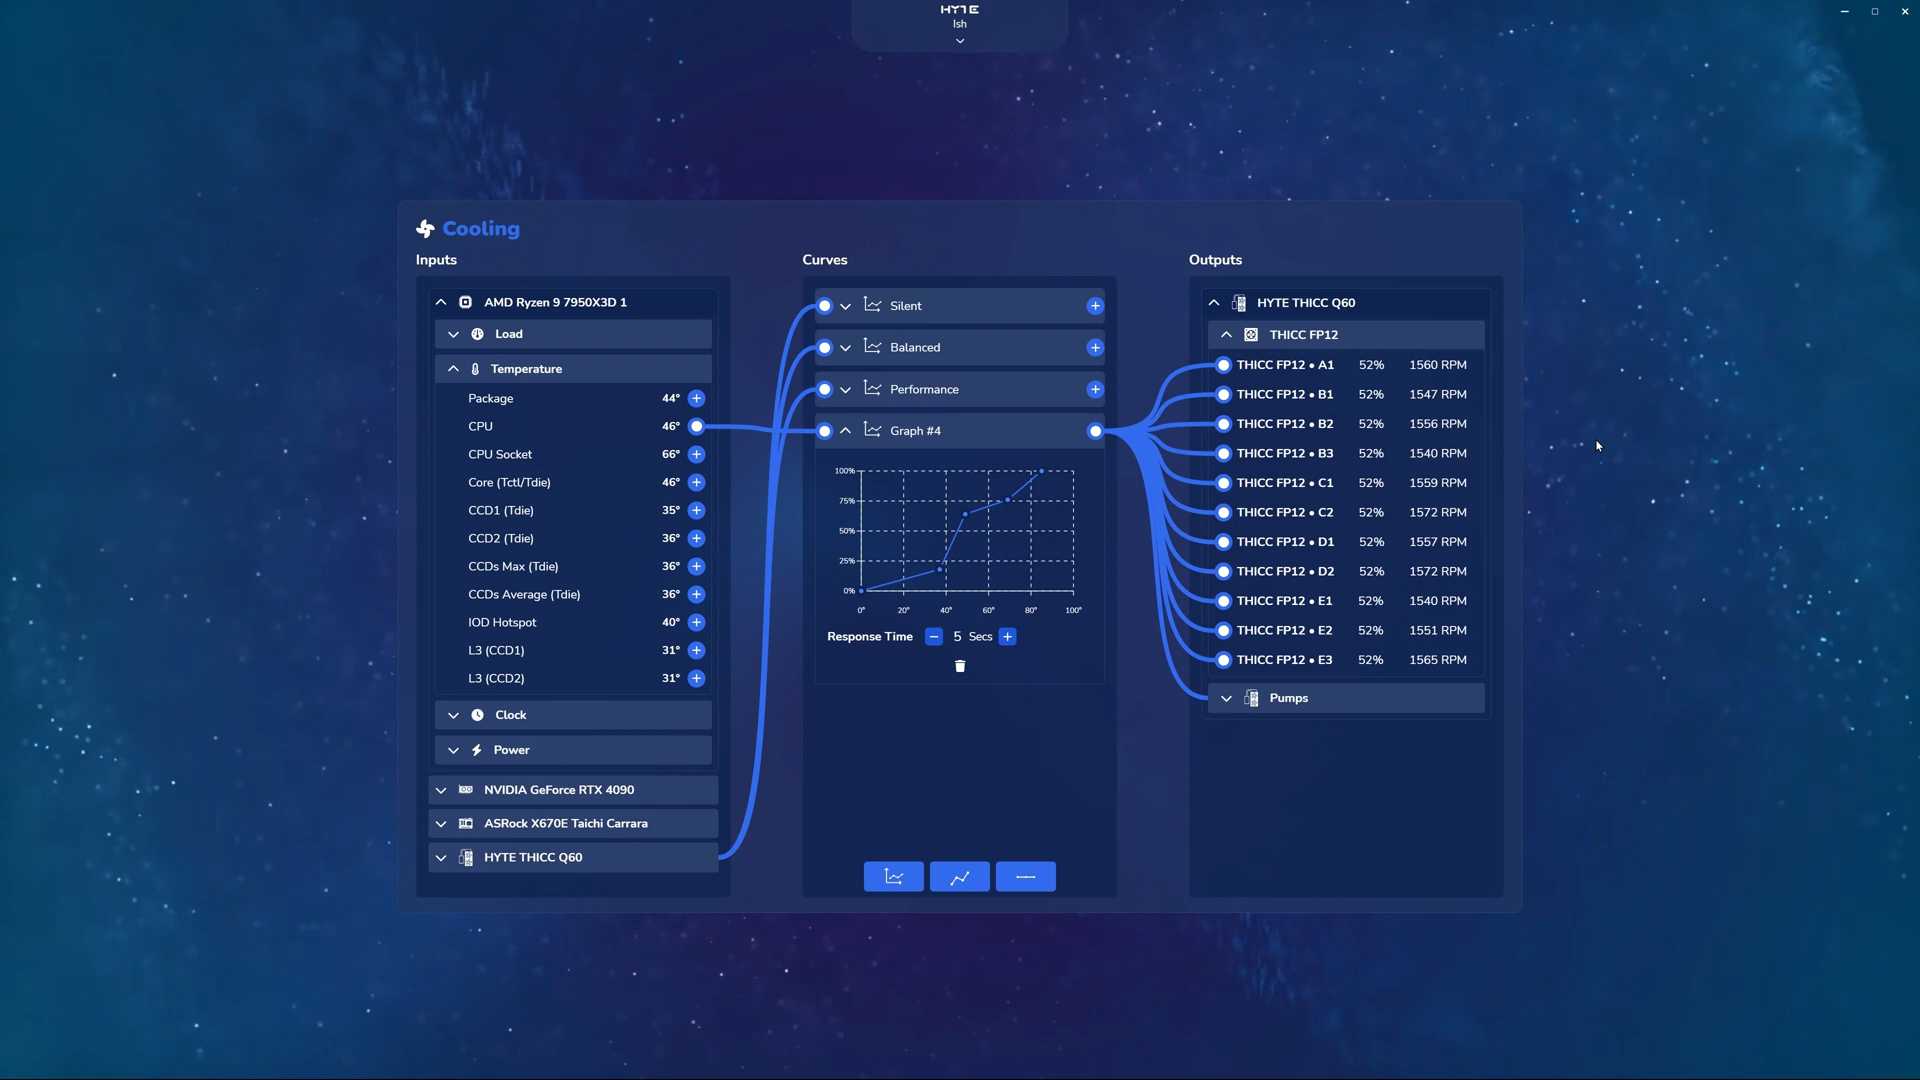 HYTE
Ish
Cooling
Inputs
AMD Ryzen 9 7950X3D 1
Load
Temperature
Package 44°
CPU 46°
CPU Socket 66°
Core (Tctl/Tdie) 46°
CCD1 (Tdie) 35°
CCD2 (Tdie) 36°
CCDs Max (Tdie) 36°
CCDs Average (Tdie) 36°
IOD Hotspot 40°
L3 (CCD1) 31°
L3 (CCD2) 31°
Clock
Power
NVIDIA GeForce RTX 4090
ASRock X670E Taichi Carrara
HYTE THICC Q60
Curves
Silent
Balanced
Performance
Graph #4
100%
75%
50%
25%
0%
0° 20° 40° 60° 80° 100°
Response Time 5 Secs
Outputs
HYTE THICC Q60
THICC FP12
THICC FP12 • A1 52% 1560 RPM
THICC FP12 • B1 52% 1547 RPM
THICC FP12 • B2 52% 1556 RPM
THICC FP12 • B3 52% 1540 RPM
THICC FP12 • C1 52% 1559 RPM
THICC FP12 • C2 52% 1572 RPM
THICC FP12 • D1 52% 1557 RPM
THICC FP12 • D2 52% 1572 RPM
THICC FP12 • E1 52% 1540 RPM
THICC FP12 • E2 52% 1551 RPM
THICC FP12 • E3 52% 1565 RPM
Pumps